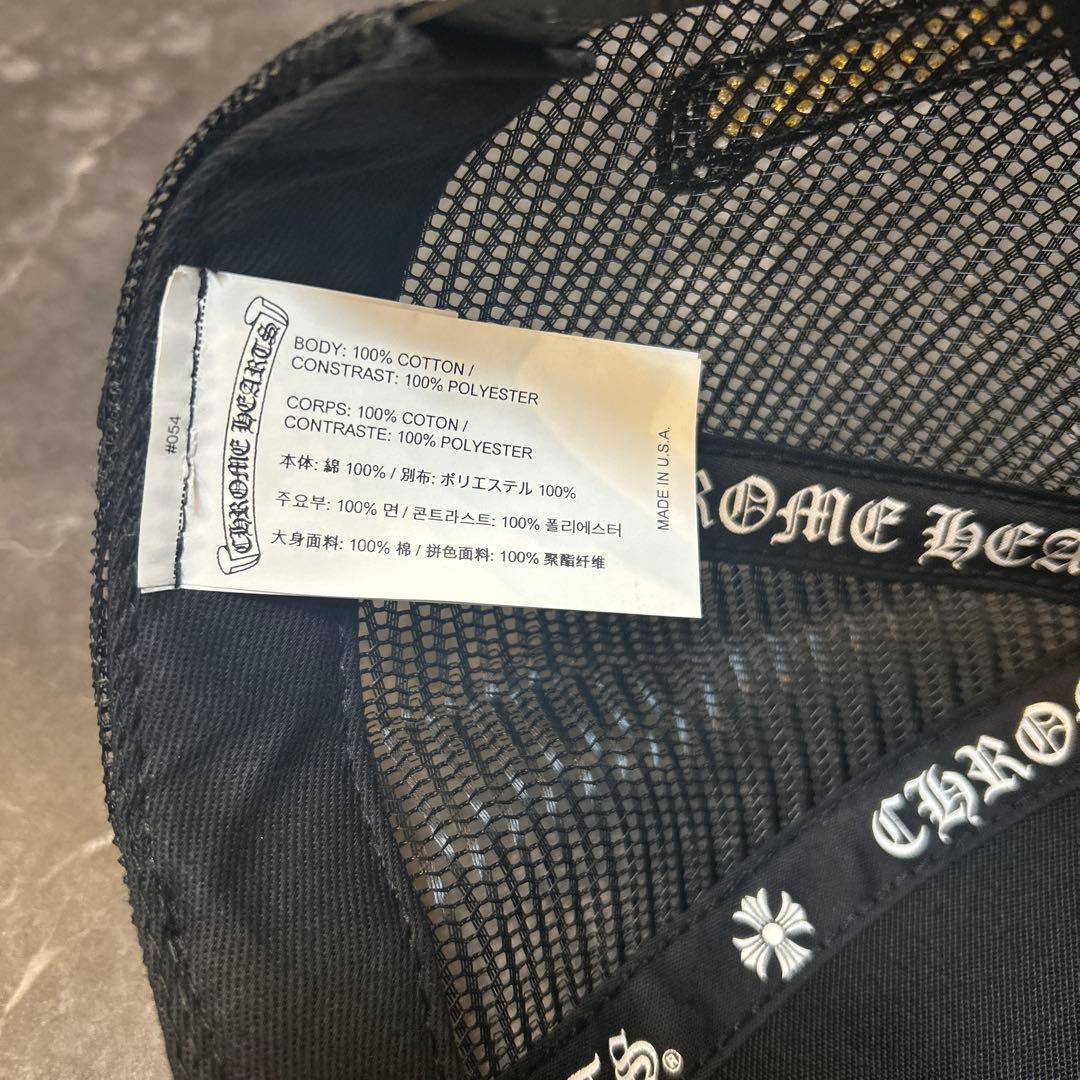 #054
CHROME HEARTS
BODY: 100% COTTON /
CONSTRAST: 100% POLYESTER
CORPS: 100% COTON /
CONTRASTE: 100% POLYESTER
本体: 綿 100% / 別布: ポリエステル 100%
주요부: 100% 면 / 콘트라스트: 100% 폴리에스터
大身面料: 100% 棉 / 拼色面料: 100% 聚酯纤维
MADE IN U.S.A.
ROME HEA
CHRO
TS®